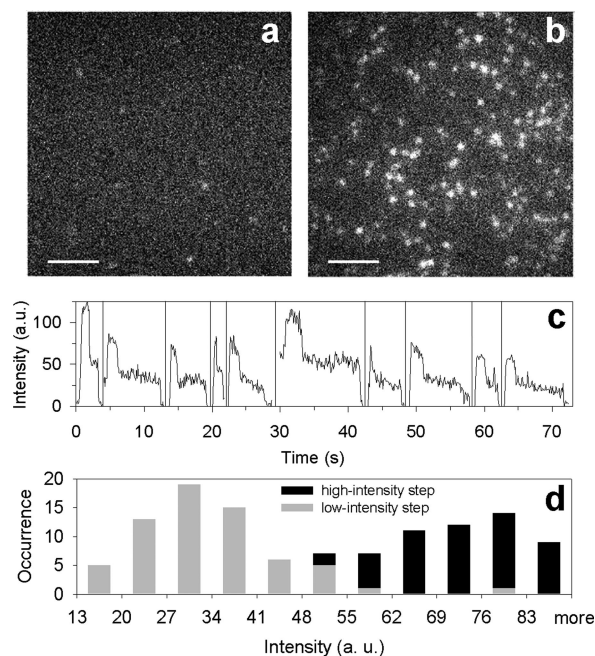 a
b
Intensity (a.u.)
100
50
0
c
0 10 20 30 40 50 60 70
Time (s)
Occurrence
20
15
10
5
0
high-intensity step
low-intensity step
d
13 20 27 34 41 48 55 62 69 76 83 more
Intensity (a. u.)